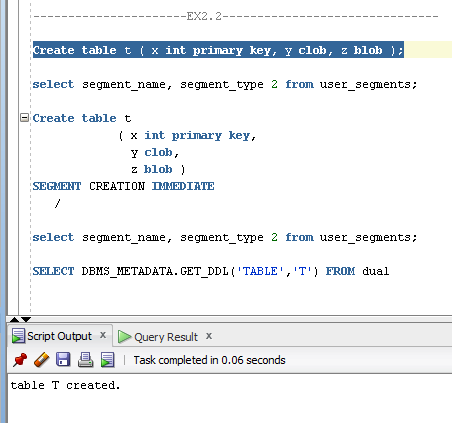 -----------------------EX2.2--------------------------------
Create table t ( x int primary key, y clob, z blob );
select segment_name, segment_type 2 from user_segments;
Create table t
( x int primary key,
y clob,
z blob )
SEGMENT CREATION IMMEDIATE
/
select segment_name, segment_type 2 from user_segments;
SELECT DBMS_METADATA.GET_DDL('TABLE','T') FROM dual
Script Output x Query Result x
Task completed in 0.06 seconds
table T created.